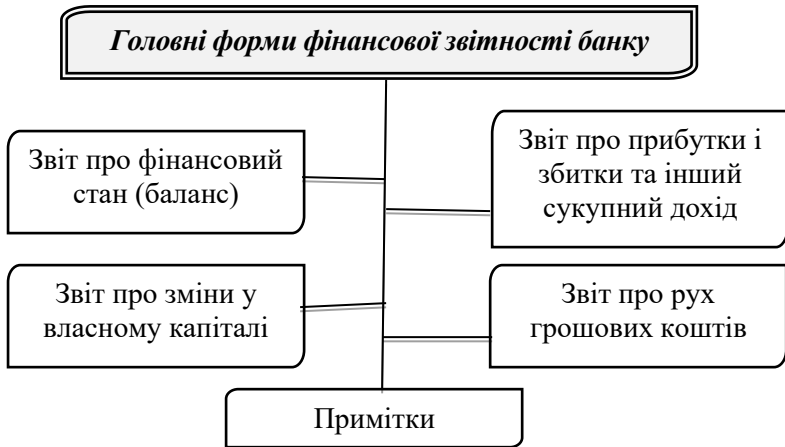 Головні форми фінансової звітності банку
Звіт про фінансовий
стан (баланс)
Звіт про прибутки і
збитки та інший
сукупний дохід
Звіт про зміни у
власному капіталі
Звіт про рух
грошових коштів
Примітки